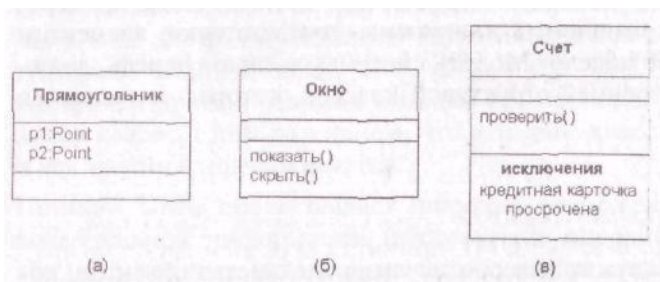 Прямоугольник
p1:Point
p2:Point
(а)
Окно
показать()
скрыть()
(б)
Счет
проверить()
исключения
кредитная карточка
просрочена
(в)